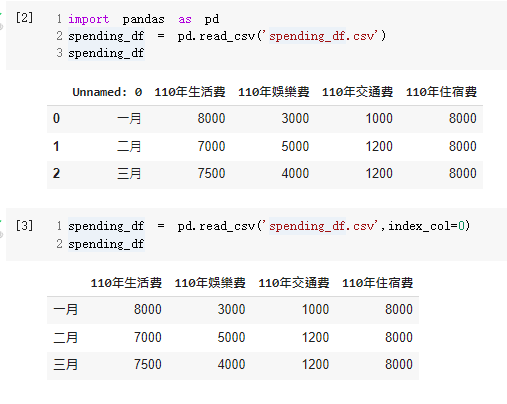 [2] 1 import pandas as pd
2 spending_df = pd.read_csv('spending_df.csv')
3 spending_df
Unnamed: 0 110年生活費 110年娛樂費 110年交通費 110年住宿費
0 一月 8000 3000 1000 8000
1 二月 7000 5000 1200 8000
2 三月 7500 4000 1200 8000
[3] 1 spending_df = pd.read_csv('spending_df.csv',index_col=0)
2 spending_df
110年生活費 110年娛樂費 110年交通費 110年住宿費
一月 8000 3000 1000 8000
二月 7000 5000 1200 8000
三月 7500 4000 1200 8000